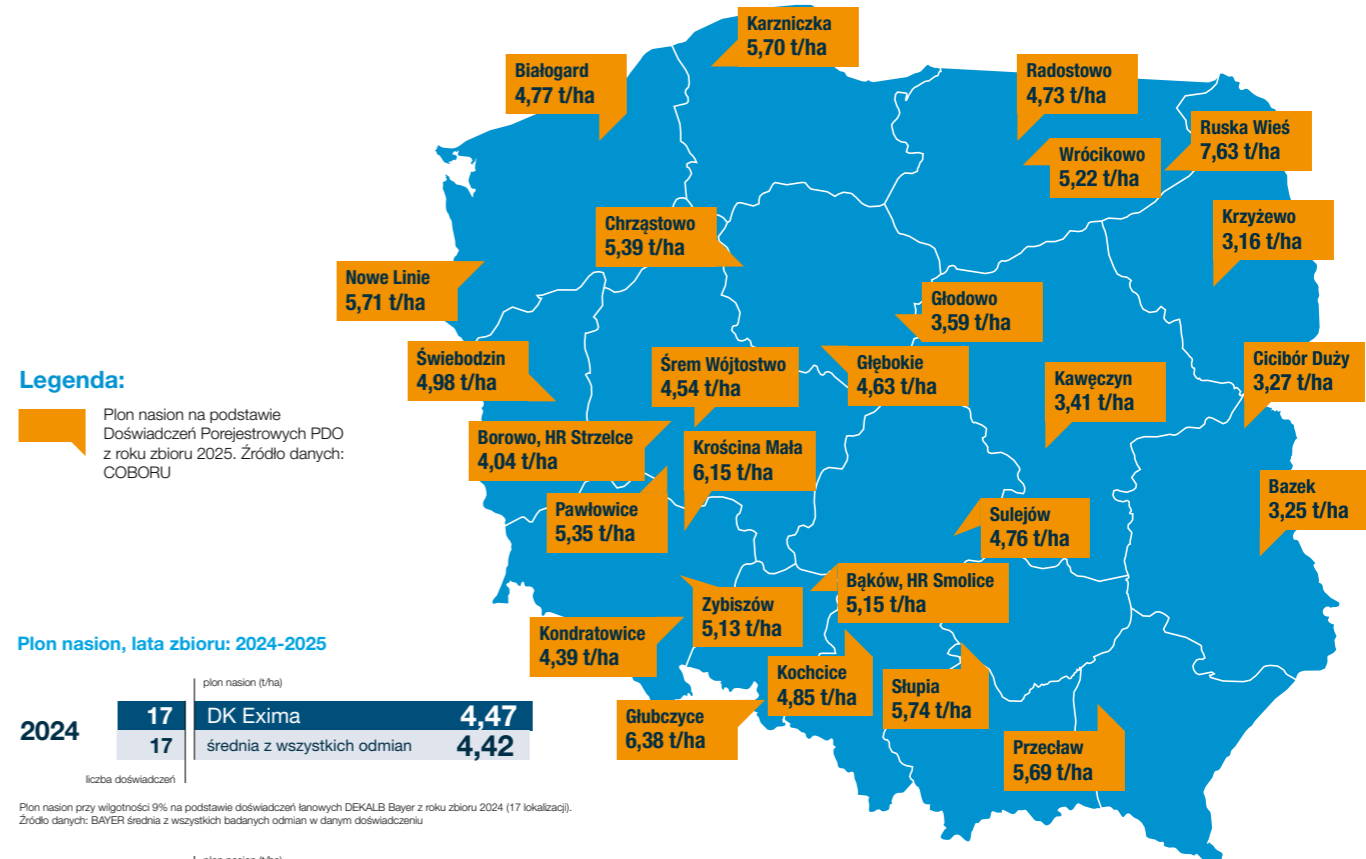 Karzniczka
5,70 t/ha
Białogard
4,77 t/ha
Radostowo
4,73 t/ha
Ruska Wieś
7,63 t/ha
Wrócikowo
5,22 t/ha
Krzyżewo
3,16 t/ha
Chrząstowo
5,39 t/ha
Nowe Linie
5,71 t/ha
Głodowo
3,59 t/ha
Świebodzin
4,98 t/ha
Śrem Wójtostwo
4,54 t/ha
Głębokie
4,63 t/ha
Kawęczyn
3,41 t/ha
Cicibór Duży
3,27 t/ha
Legenda:
Plon nasion na podstawie
Doświadczeń Porejestrowych PDO
z roku zbioru 2025. Źródło danych:
COBORU
Borowo, HR Strzelce
4,04 t/ha
Krościna Mała
6,15 t/ha
Pawłowice
5,35 t/ha
Bazek
3,25 t/ha
Sulejów
4,76 t/ha
Bąków, HR Smolice
5,15 t/ha
Zybiszów
5,13 t/ha
Kondratowice
4,39 t/ha
Kochcice
4,85 t/ha
Słupia
5,74 t/ha
Głubczyce
6,38 t/ha
Przecław
5,69 t/ha
Plon nasion, lata zbioru: 2024-2025
plon nasion (t/ha)
2024
17 DK Exima 4,47
17 średnia z wszystkich odmian 4,42
liczba doświadczeń
Plon nasion przy wilgotności 9% na podstawie doświadczeń łanowych DEKALB Bayer z roku zbioru 2024 (17 lokalizacji).
Źródło danych: BAYER średnia z wszystkich badanych odmian w danym doświadczeniu